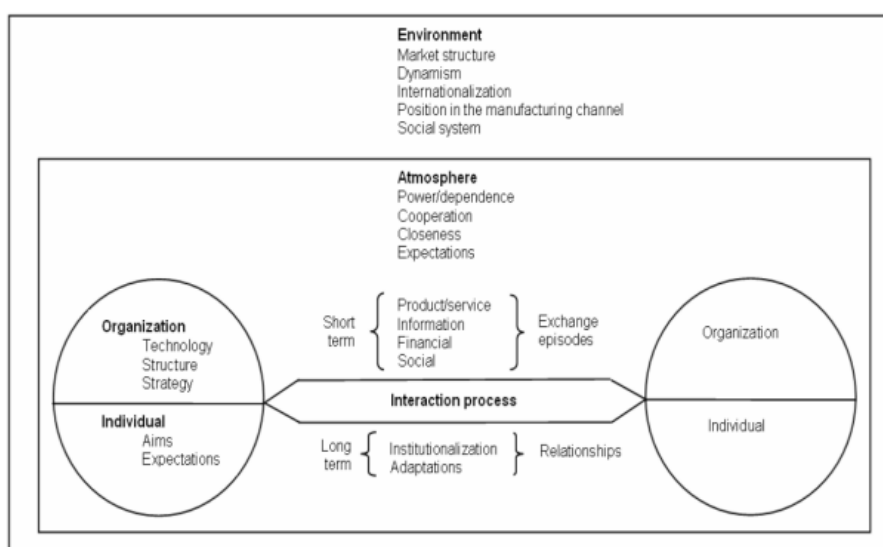 Environment
Market structure
Dynamism
Internationalization
Position in the manufacturing channel
Social system
Atmosphere
Power/dependence
Cooperation
Closeness
Expectations
Organization
Technology
Structure
Strategy
Individual
Aims
Expectations
Short
term
Product/service
Information
Financial
Social
Exchange
episodes
Interaction process
Long
term
Institutionalization
Adaptations
Relationships
Organization
Individual